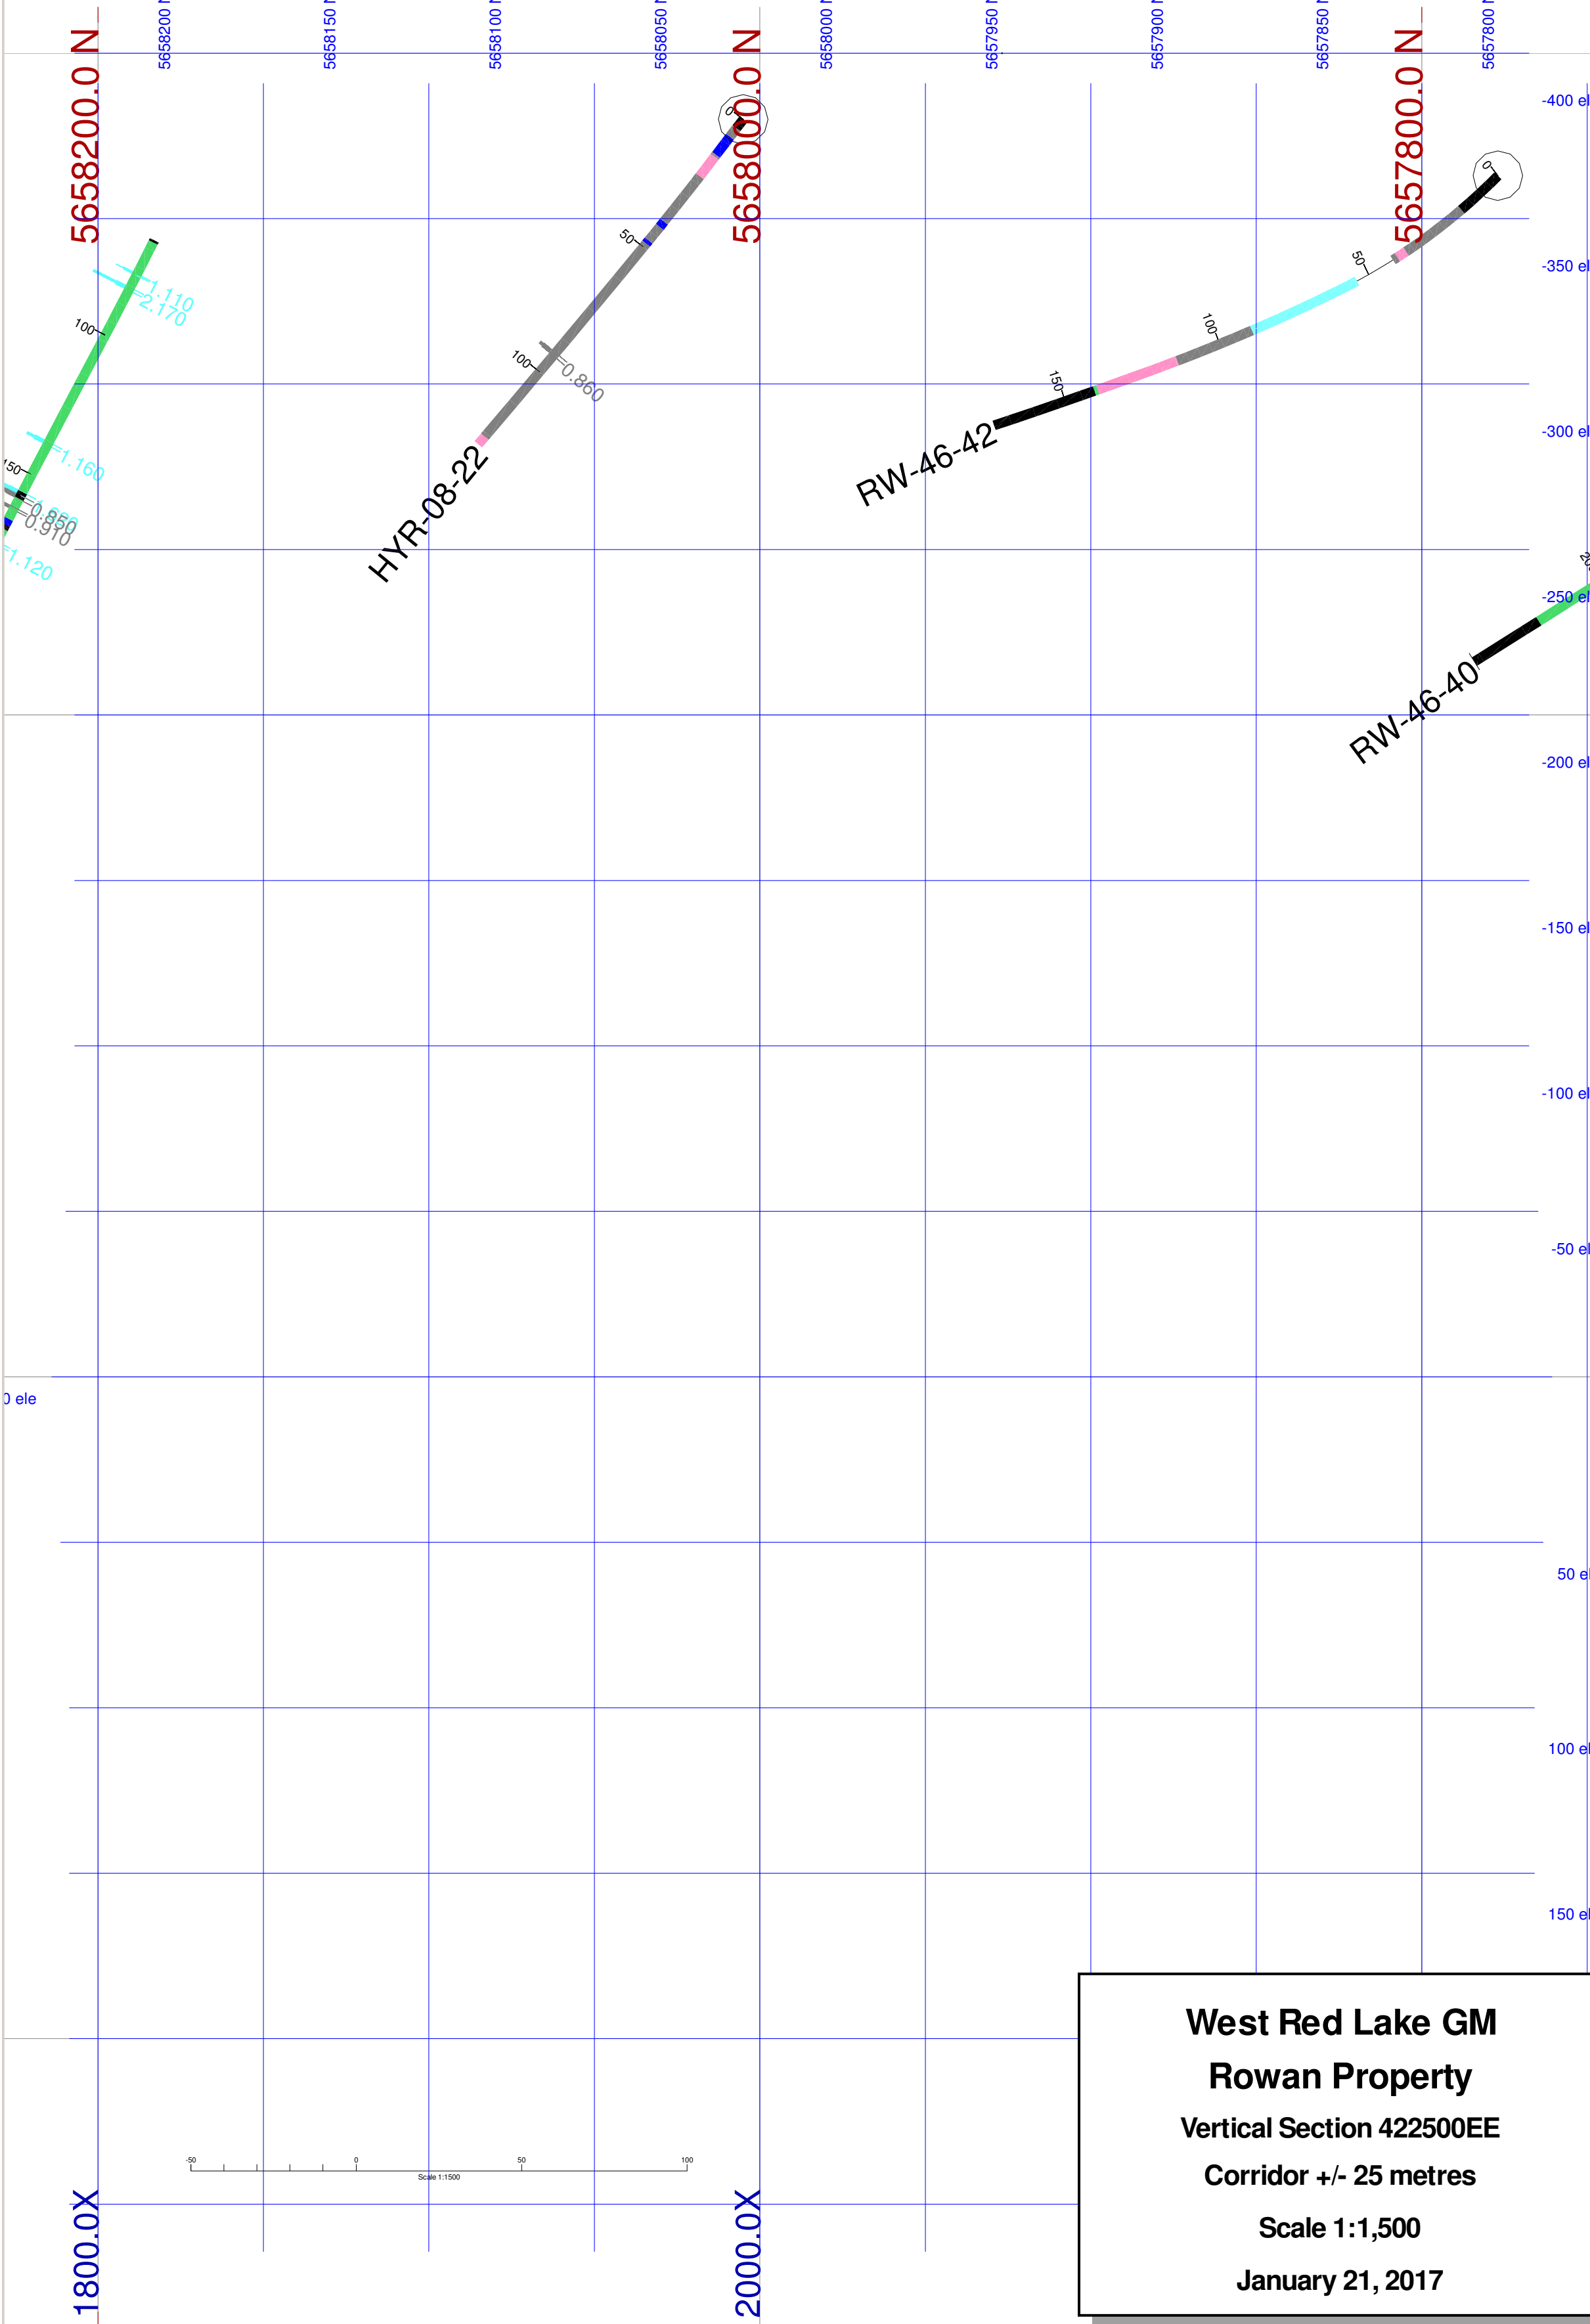 5658200 N
5658150 N
5658100 N
5658050 N
5658000 N
5657950 N
5657900 N
5657850 N
5657800 N
5658200.0 N
5658000.0 N
5657800.0 N
-400 el
-350 el
-300 el
-250 el
-200 el
-150 el
-100 el
-50 el
50 el
100 el
150 el
0 ele
=1.110
=2.170
100
=1.160
150
=0.850
=0.910
=1.120
0
50
100
=0.860
HYR-08-22
0
50
100
150
RW-46-42
RW-46-40
-50
0
50
100
Scale 1:1500
1800.0X
2000.0X
West Red Lake GM
Rowan Property
Vertical Section 422500EE
Corridor +/- 25 metres
Scale 1:1,500
January 21, 2017